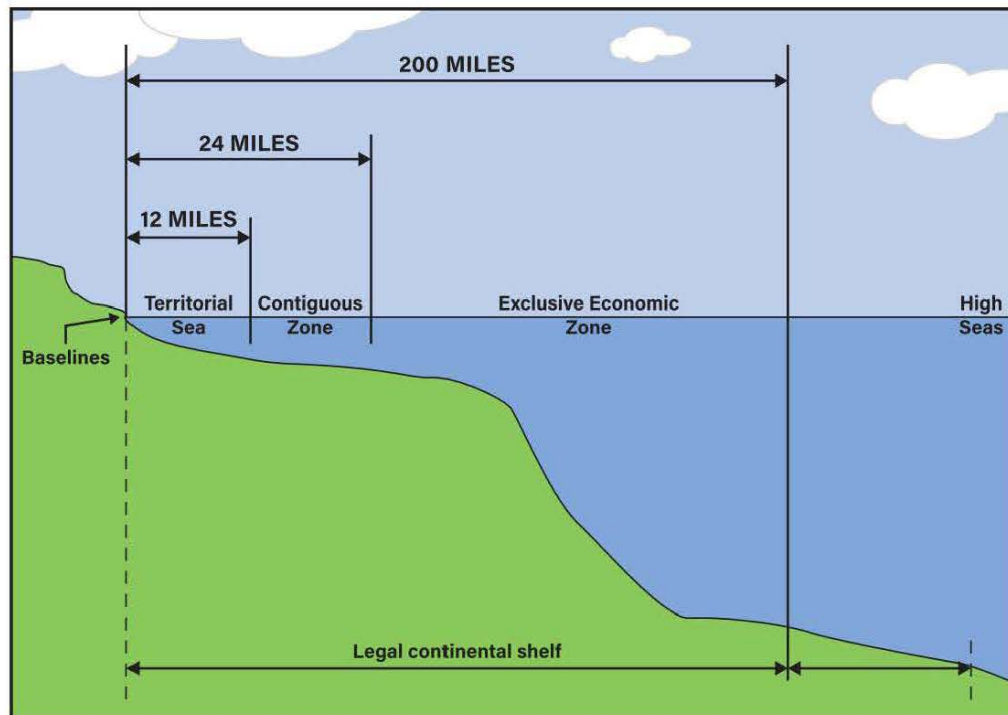 200 MILES
24 MILES
12 MILES
Territorial
Sea
Contiguous
Zone
Exclusive Economic
Zone
High
Seas
Baselines
Legal continental shelf